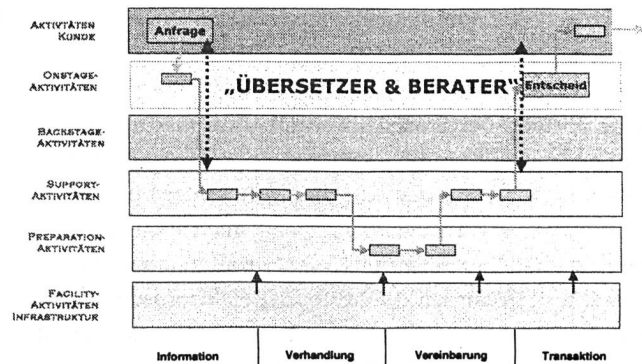 AKTIVITÄTEN
KUNDE
Anfrage
ONSTAGE-
AKTIVITÄTEN
„ÜBERSETZER & BERATER“
Entscheid
BACKSTAGE-
AKTIVITÄTEN
SUPPORT-
AKTIVITÄTEN
PREPARATION-
AKTIVITÄTEN
FACILITY-
AKTIVITÄTEN
INFRASTRUKTUR
Information
Verhandlung
Vereinbarung
Transaktion